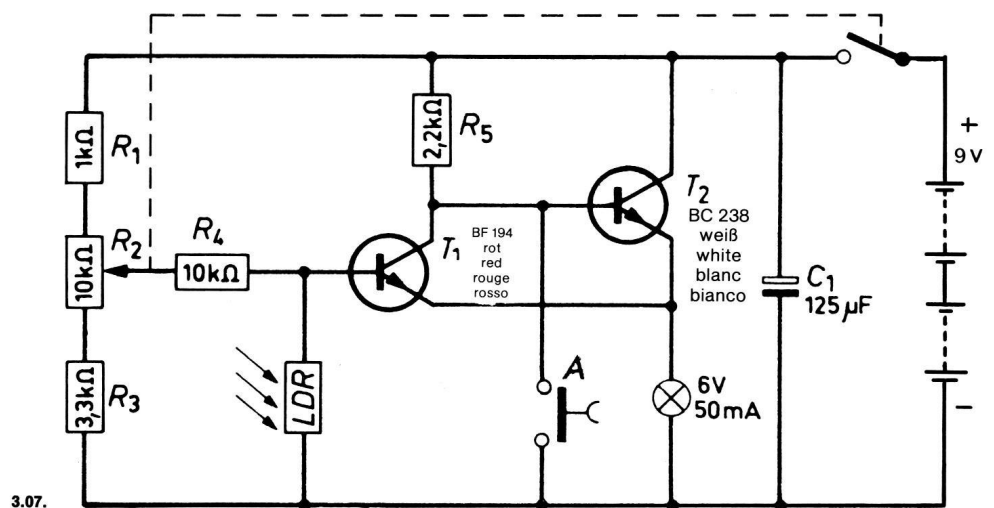 1kΩ
R1
10kΩ
R2
3,3kΩ
R3
R4
10kΩ
LDR
2,2kΩ
R5
T1
BF 194
rot
red
rouge
rosso
T2
BC 238
weiß
white
blanc
bianco
A
6V
50mA
C1
125µF
+
9V
−
3.07.